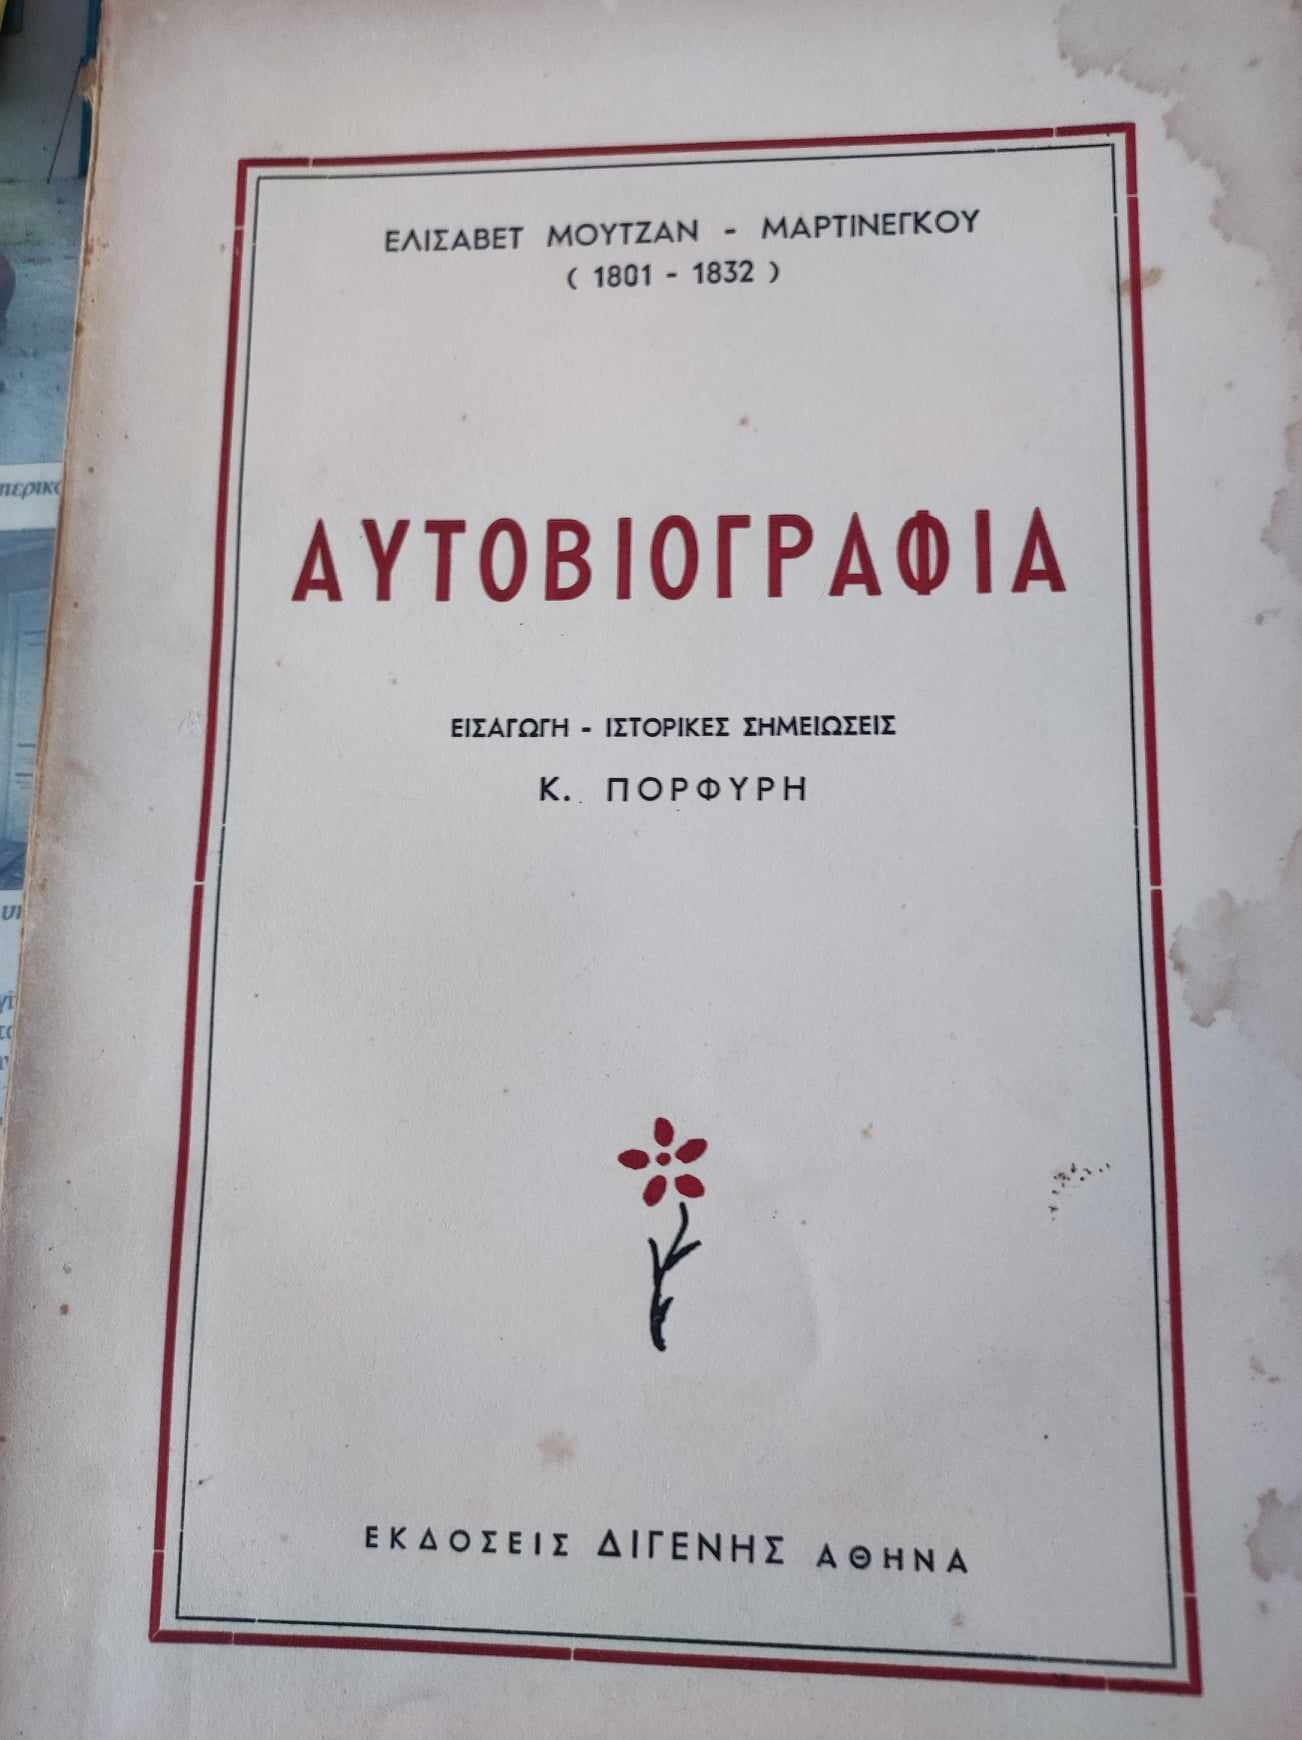 ΕΛΙΣΑΒΕΤ ΜΟΥΤΖΑΝ - ΜΑΡΤΙΝΕΓΚΟΥ
( 1801 - 1832 )
ΑΥΤΟΒΙΟΓΡΑΦΙΑ
ΕΙΣΑΓΩΓΗ - ΙΣΤΟΡΙΚΕΣ ΣΗΜΕΙΩΣΕΙΣ
Κ. ΠΟΡΦΥΡΗ
ΕΚΔΟΣΕΙΣ ΔΙΓΕΝΗΣ ΑΘΗΝΑ